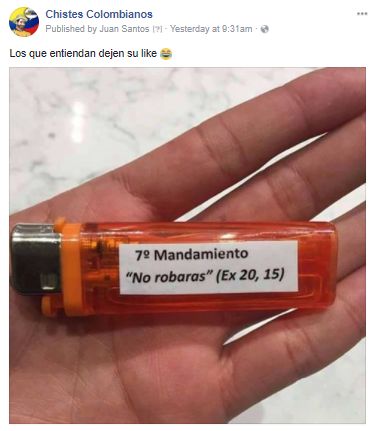 Chistes Colombianos
Published by Juan Santos [?] · Yesterday at 9:31am ·
Los que entiendan dejen su like 😂
7º Mandamiento
“No robaras” (Ex 20, 15)